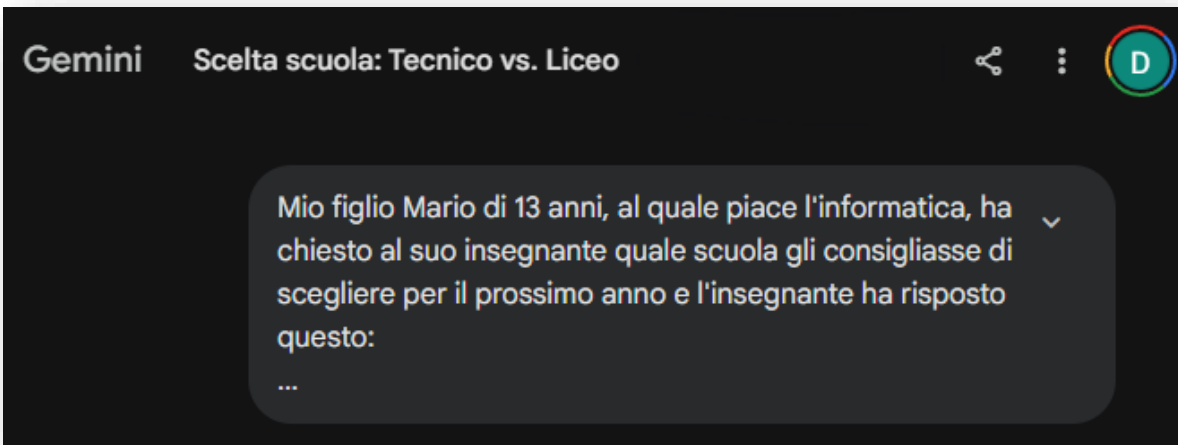 Gemini Scelta scuola: Tecnico vs. Liceo D
Mio figlio Mario di 13 anni, al quale piace l'informatica, ha
chiesto al suo insegnante quale scuola gli consigliasse di
scegliere per il prossimo anno e l'insegnante ha risposto
questo:
...